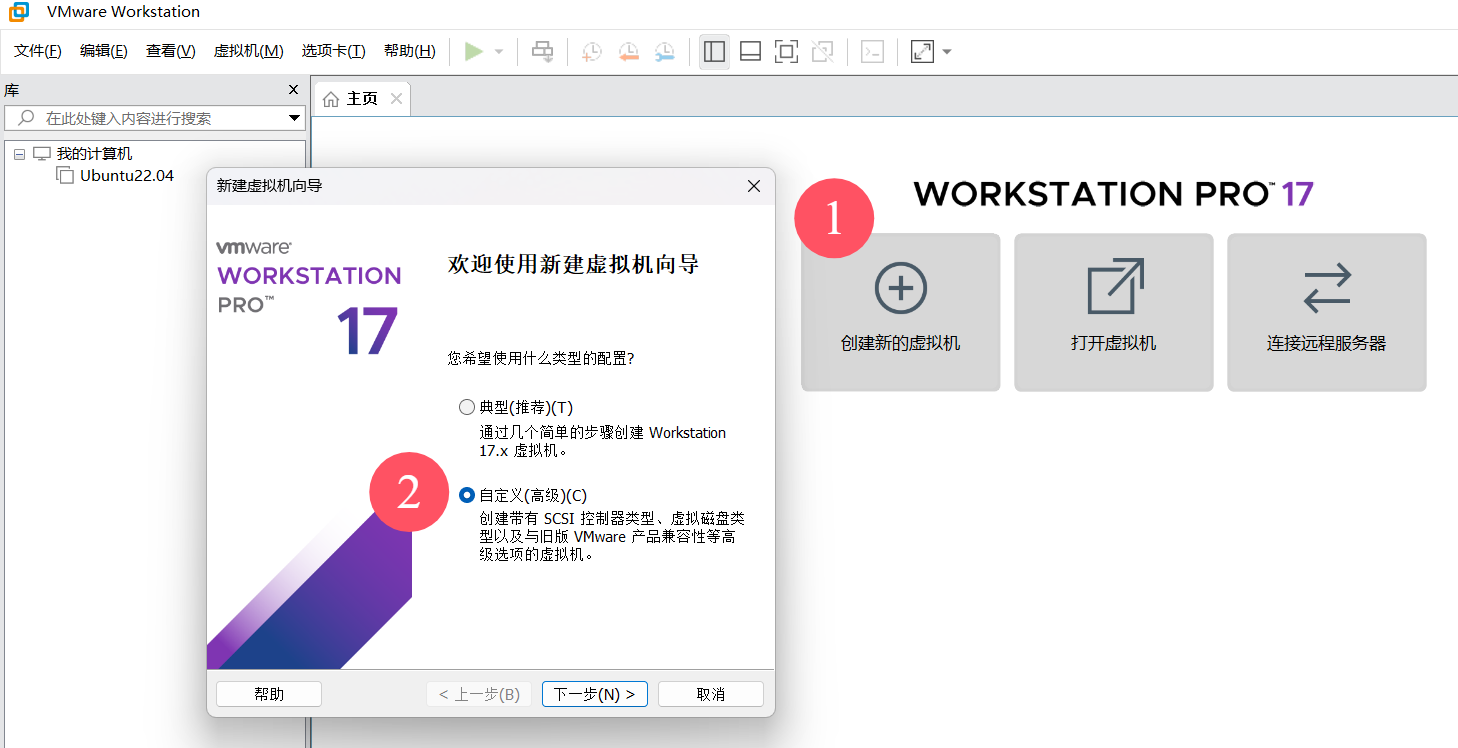 VMware Workstation
文件(F) 编辑(E) 查看(V) 虚拟机(M) 选项卡(T) 帮助(H)
库
在此处键入内容进行搜索
我的计算机
Ubuntu22.04
主页
新建虚拟机向导
vmware
WORKSTATION
PRO™
17
欢迎使用新建虚拟机向导
您希望使用什么类型的配置?
典型(推荐)(T)
通过几个简单的步骤创建 Workstation
17.x 虚拟机。
2
自定义(高级)(C)
创建带有 SCSI 控制器类型、虚拟磁盘类
型以及与旧版 VMware 产品兼容性等高
级选项的虚拟机。
帮助
< 上一步(B)
下一步(N) >
取消
WORKSTATION PRO™ 17
1
创建新的虚拟机
打开虚拟机
连接远程服务器